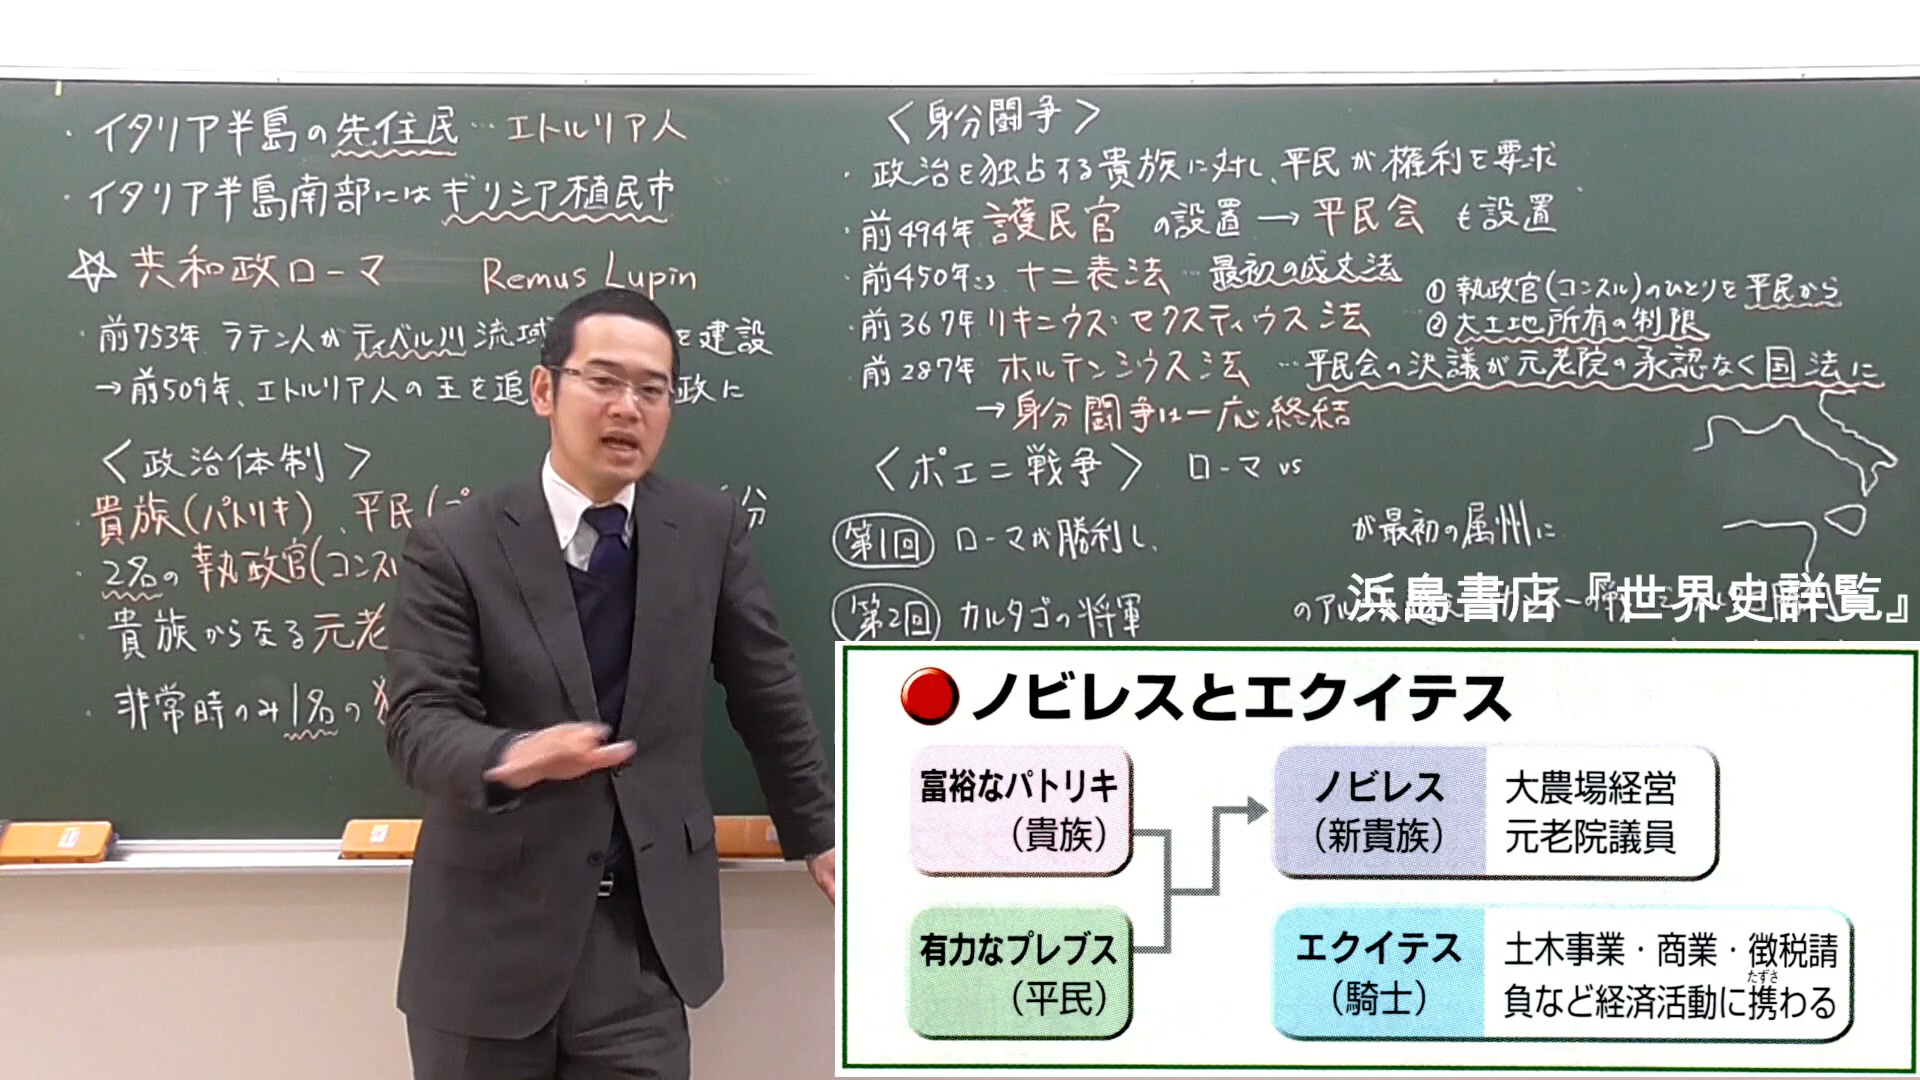 ・イタリア半島の先住民…エトルリア人
・イタリア半島南部にはギリシア植民市
☆共和政ローマ Remus Lupin
・前753年 ラテン人がティベル川流域 を建設
→前509年、エトルリア人の王を追 政に
〈政治体制〉
・貴族(パトリキ)、平民( 分
・2名の執政官(コンスル
・貴族からなる元老
・非常時のみ1名の
〈身分闘争〉
・政治を独占する貴族に対し、平民が権利を要求
・前494年 護民官の設置→平民会も設置
・前450年ころ 十二表法…最初の成文法
・前367年 リキニウス・セクスティウス法
①執政官(コンスル)のひとりを平民から
②大土地所有の制限
・前287年 ホルテンシウス法…平民会の決議が元老院の承認なく国法に
→身分闘争は一応終結
〈ポエニ戦争〉 ローマvs
第1回 ローマが勝利し、 が最初の属州に
第2回 カルタゴの将軍 のアル
浜島書店『世界史詳覧』
●ノビレスとエクイテス
富裕なパトリキ
(貴族)
ノビレス
(新貴族)
大農場経営
元老院議員
有力なプレブス
(平民)
エクイテス
(騎士)
土木事業・商業・徴税請
負など経済活動に携わる
たずさ